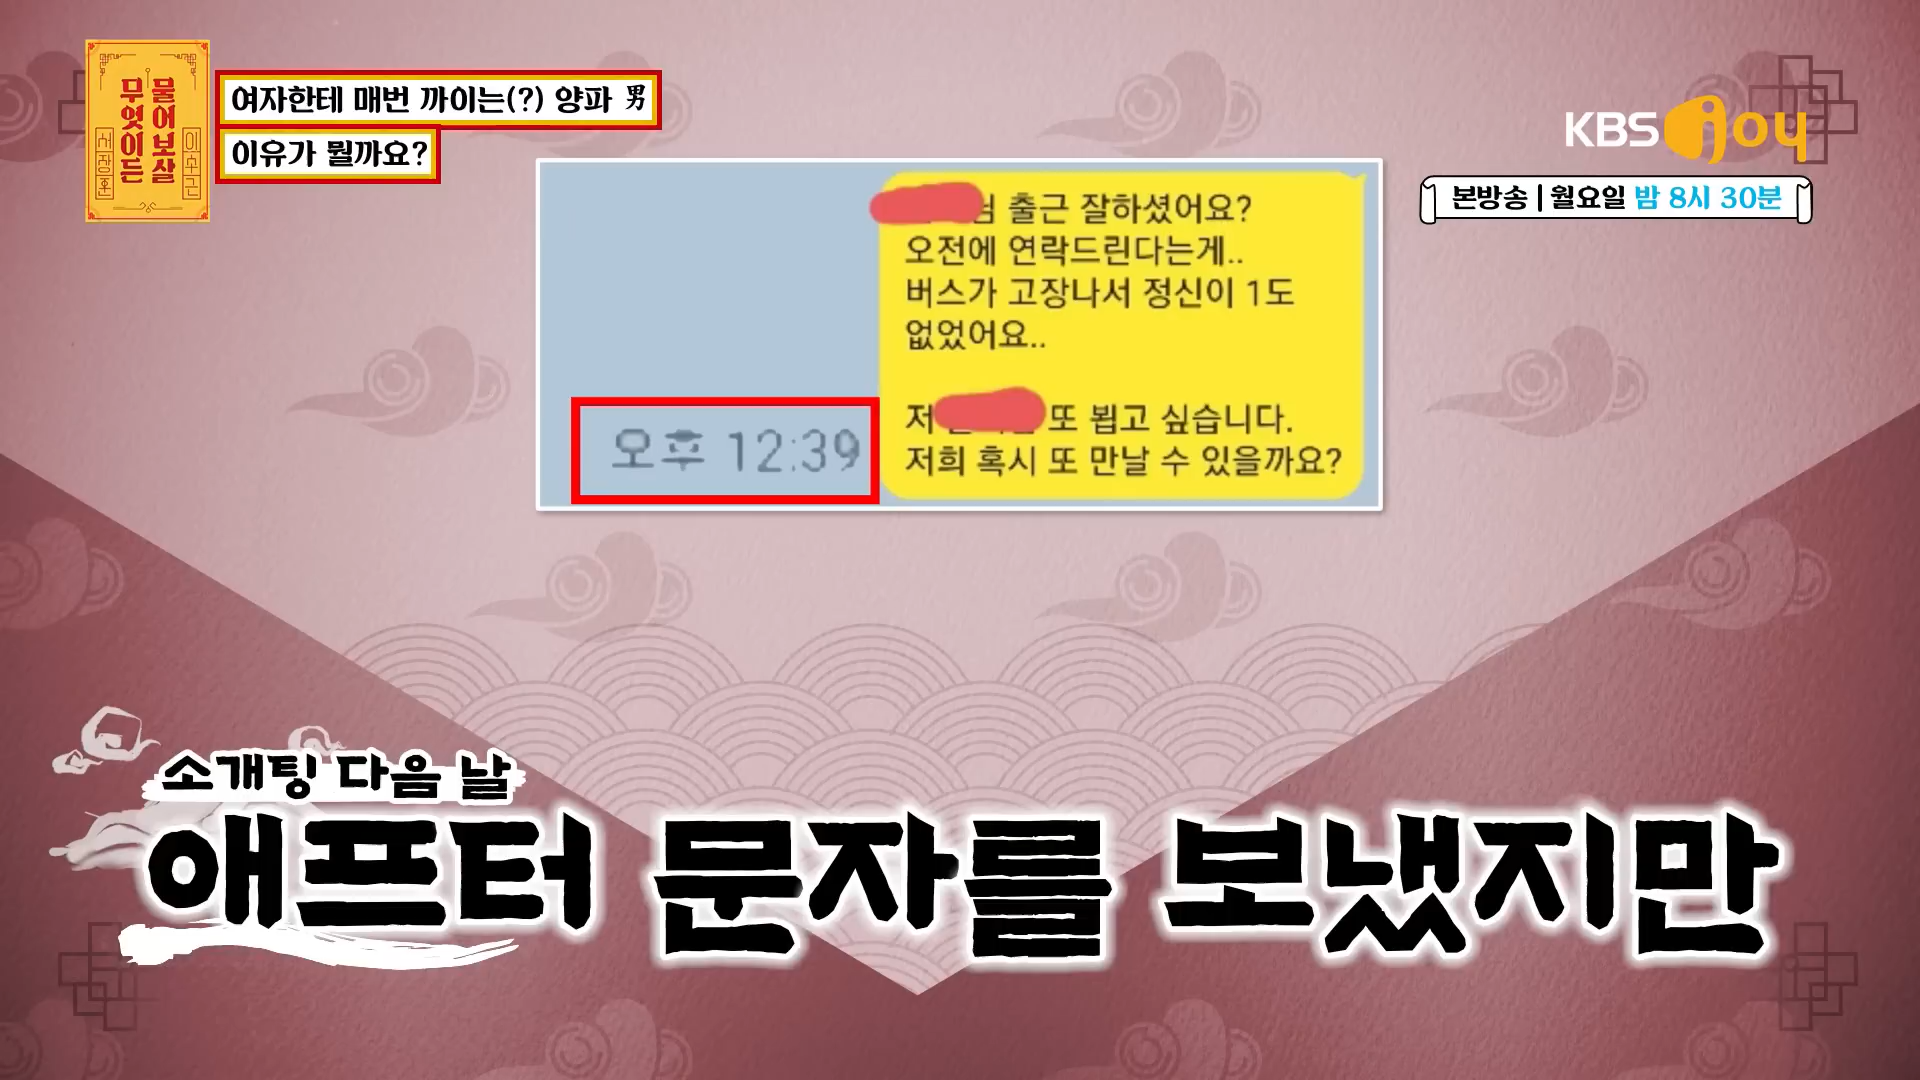 무엇이든
물어보살
서장훈
이수근
여자한테 매번 까이는(?) 양파 男
이유가 뭘까요?
KBS joy
본방송 | 월요일 밤 8시 30분
님 출근 잘하셨어요?
오전에 연락드린다는게..
버스가 고장나서 정신이 1도
없었어요..
저 또 뵙고 싶습니다.
저희 혹시 또 만날 수 있을까요?
오후 12:39
소개팅 다음 날
애프터 문자를 보냈지만